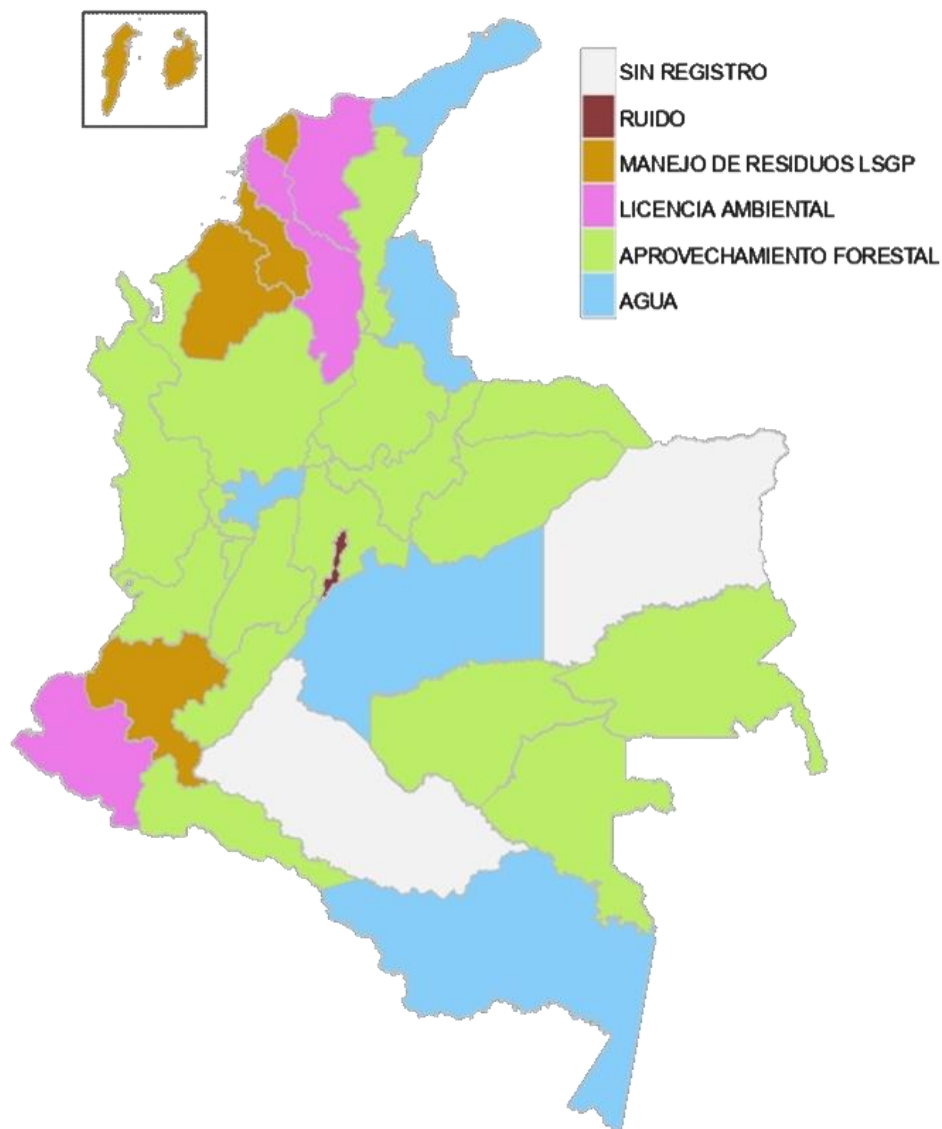 SIN REGISTRO
RUIDO
MANEJO DE RESIDUOS LSGP
LICENCIA AMBIENTAL
APROVECHAMIENTO FORESTAL
AGUA